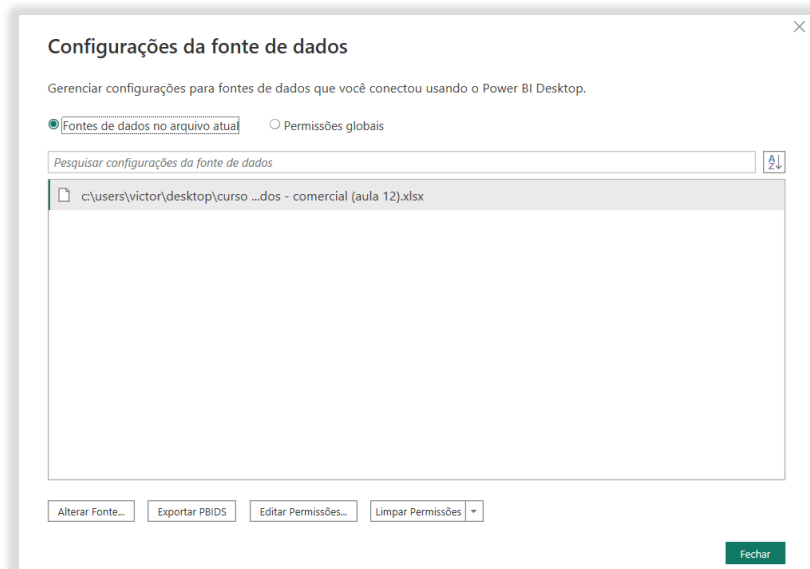 Configurações da fonte de dados
Gerenciar configurações para fontes de dados que você conectou usando o Power BI Desktop.
Fontes de dados no arquivo atual Permissões globais
Pesquisar configurações da fonte de dados
A
Z
c:\users\victor\desktop\curso ...dos - comercial (aula 12).xlsx
Alterar Fonte... Exportar PBIDS Editar Permissões... Limpar Permissões
Fechar